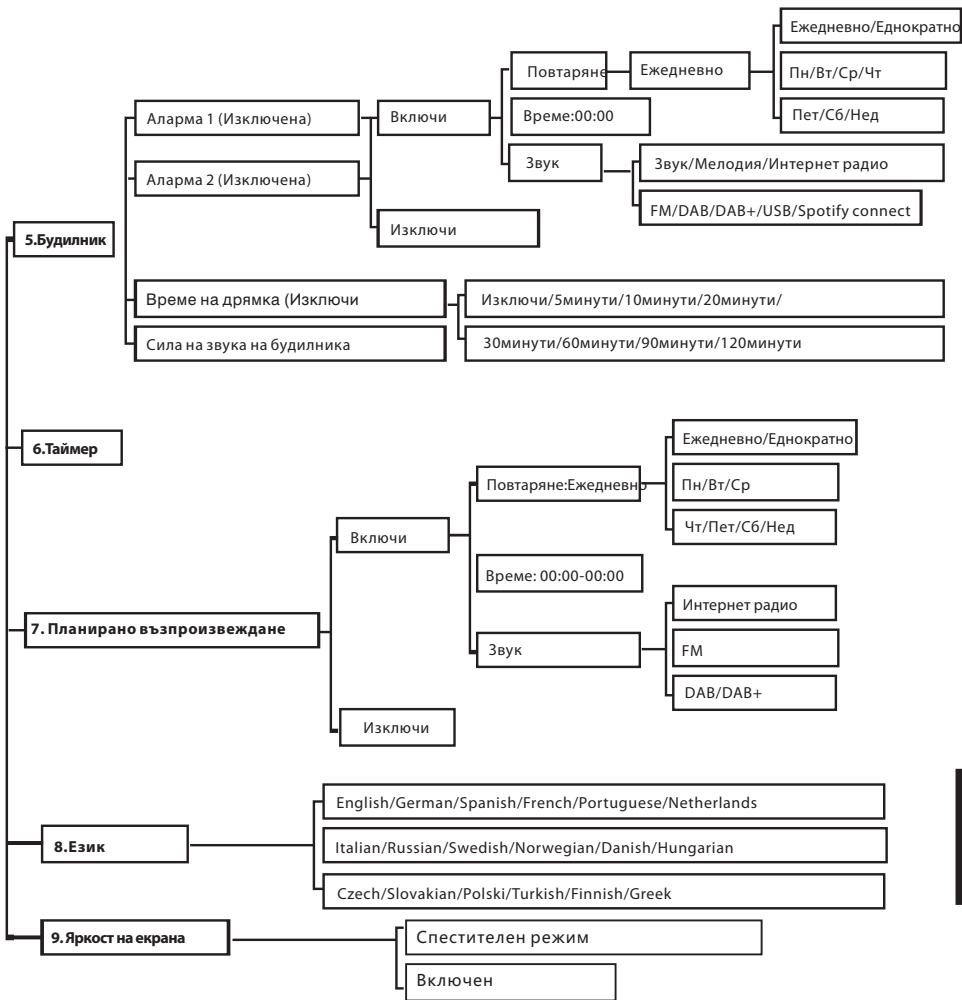 Ежедневно/Еднократно
Повтаряне
Ежедневно
Пн/Вт/Ср/Чт
Пет/Сб/Нед
Аларма 1 (Изключена)
Включи
Време:00:00
Звук
Звук/Мелодия/Интернет радио
Аларма 2 (Изключена)
FM/DAB/DAB+/USB/Spotify connect
Изключи
5.Будилник
Време на дрямка (Изключи
Изключи/5минути/10минути/20минути/
Сила на звука на будилника
30минути/60минути/90минути/120минути
6.Таймер
Ежедневно/Еднократно
Повтаряне:Ежедневно
Пн/Вт/Ср
Чт/Пет/Сб/Нед
Включи
Време: 00:00-00:00
Интернет радио
7. Планирано възпроизвеждане
Звук
FM
DAB/DAB+
Изключи
English/German/Spanish/French/Portuguese/Netherlands
8.Език
Italian/Russian/Swedish/Norwegian/Danish/Hungarian
Czech/Slovakian/Polski/Turkish/Finnish/Greek
9.Яркост на екрана
Спестителен режим
Включен